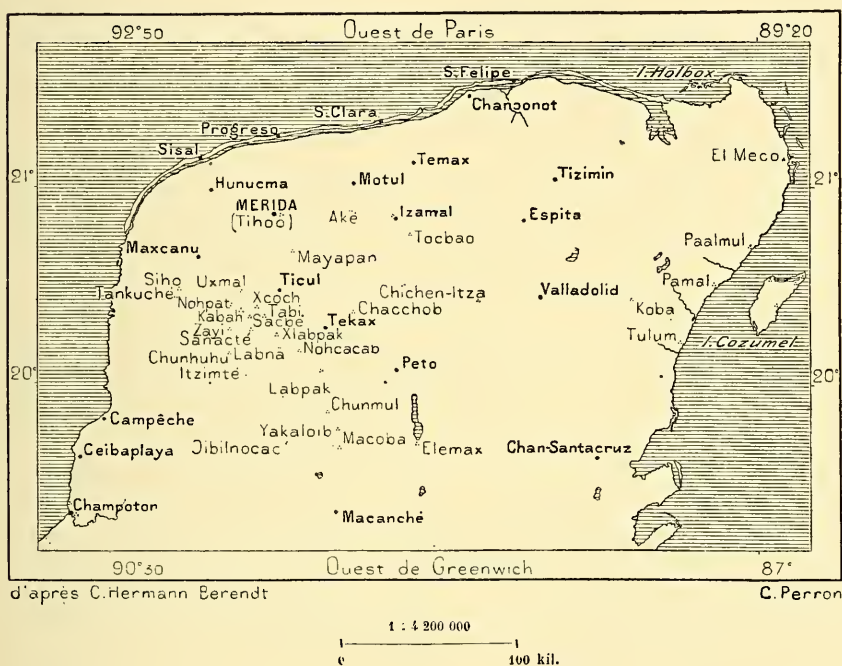 92°50 Ouest de Paris 89°20
S. Felipe I. Holbox
Chanponot
S. Clara
Progreso
Sisal
El Meco
Temax
21° Hunucma Motul Tizimin 21°
MERIDA Akë Izamal Espita
(Tihoo)
Tocbao
Paalmul
Maxcanu Mayapan
Siho Uxmal Ticul Chichen-Itza Valladolid Pamal
Tankuché Nohpat Xcoch
Kabah Tabi Chacchob Koba
Zayi Sacbé Tekax
Sanacté Xlabpak Tulum
Chunhuhu Labnà Nohcacab I. Cozumel
Itzimté Peto
20° Labpak 20°
Chunmul
Campêche
Yakaloib Macoba
Ceibaplaya Jibilnocac Elemax Chan-Santacruz
Champoton
Macanché
90°30 Ouest de Greenwich 87°
d'après C. Hermann Berendt C. Perron
1 : 4 200 000
0 100 kil.